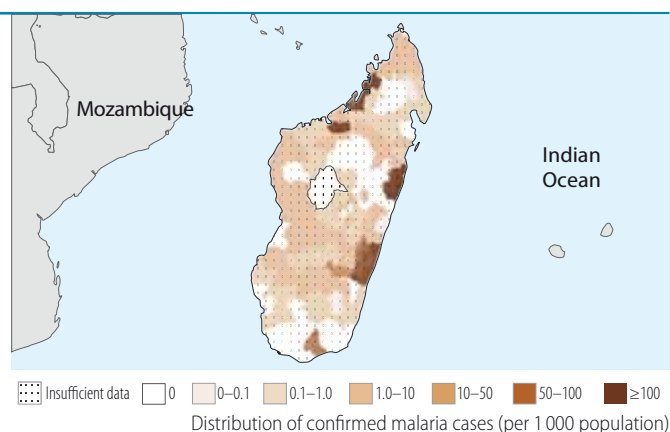 Mozambique
Indian
Ocean
Insufficient data 0 0–0.1 0.1–1.0 1.0–10 10–50 50–100 ≥100
Distribution of confirmed malaria cases (per 1 000 population)